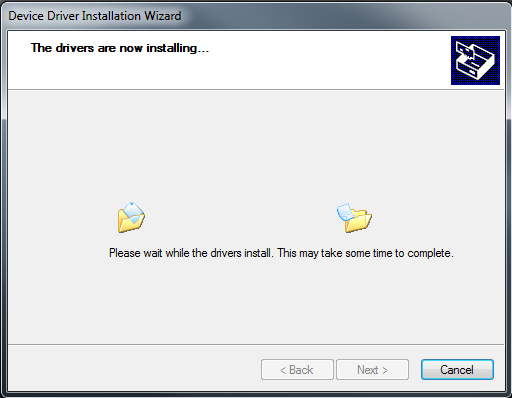 Device Driver Installation Wizard
The drivers are now installing...
Please wait while the drivers install. This may take some time to complete.
< Back
Next >
Cancel